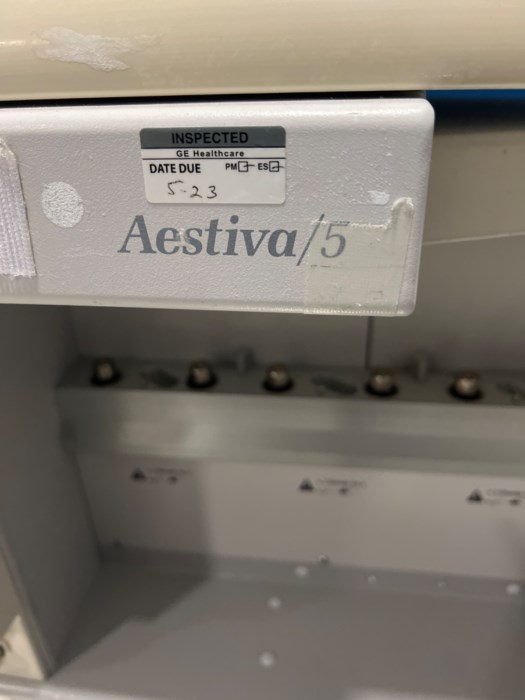 INSPECTED
GE Healthcare
DATE DUE PM ES
5-23
Aestiva/5